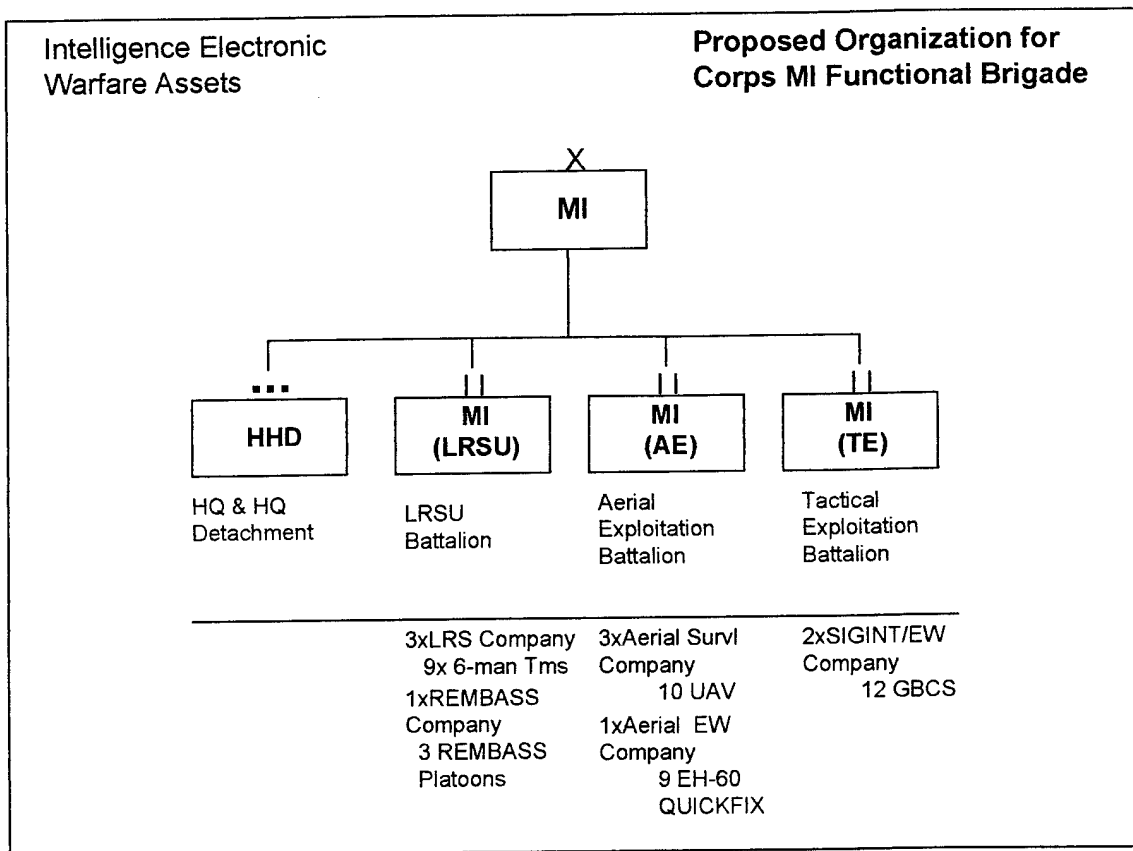 Intelligence Electronic
Warfare Assets
Proposed Organization for
Corps MI Functional Brigade
X
MI
HHD
HQ & HQ
Detachment
II
MI
(LRSU)
LRSU
Battalion
II
MI
(AE)
Aerial
Exploitation
Battalion
II
MI
(TE)
Tactical
Exploitation
Battalion
3xLRS Company
9x 6-man Tms
1xREMBASS
Company
3 REMBASS
Platoons
3xAerial Survl
Company
10 UAV
1xAerial EW
Company
9 EH-60
QUICKFIX
2xSIGINT/EW
Company
12 GBCS